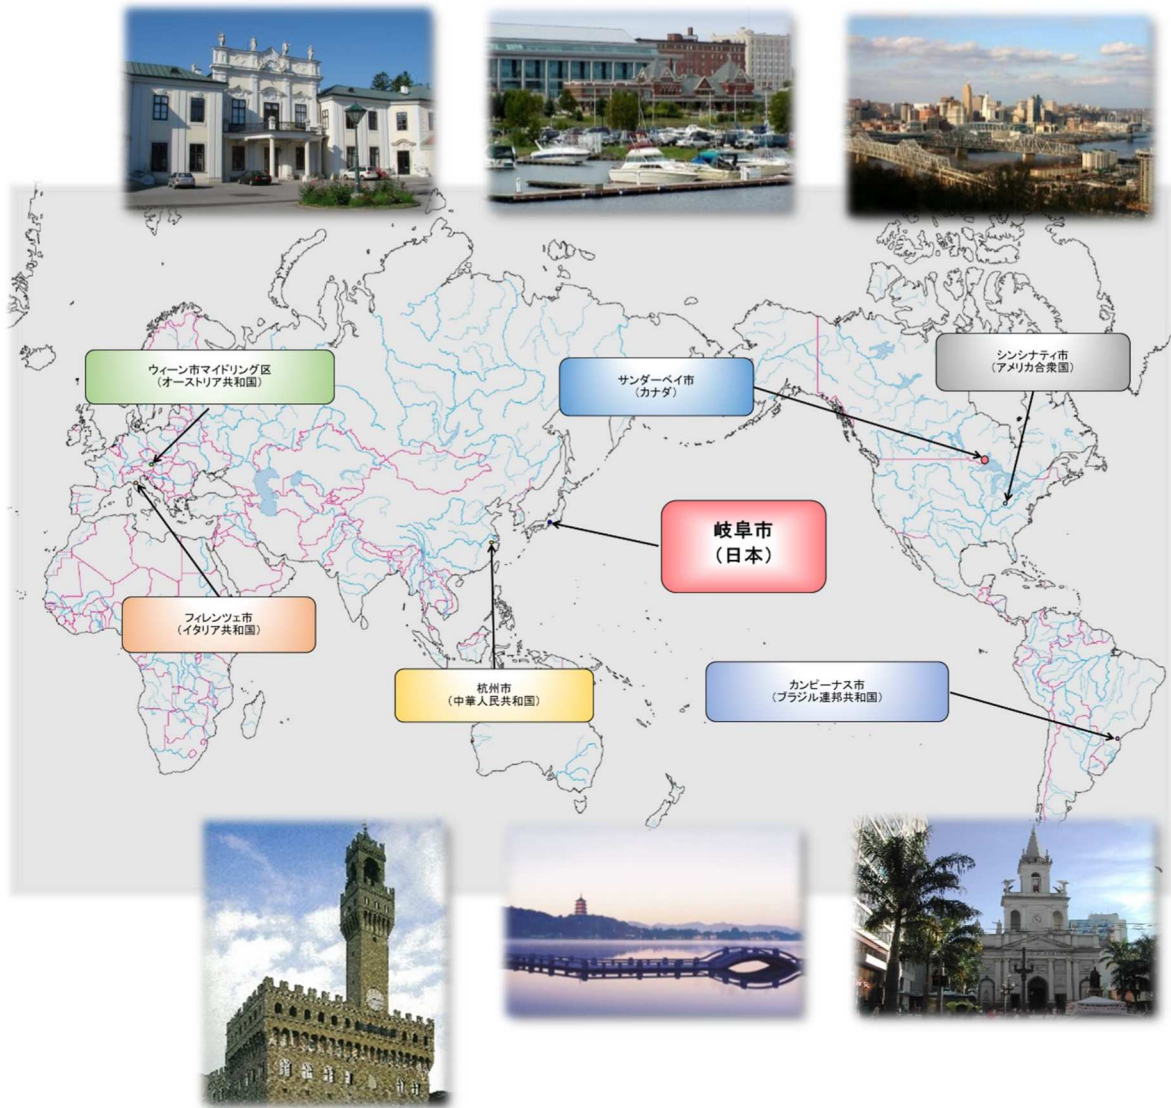 ウィーン市マイドリング区
（オーストリア共和国）
サンダーベイ市
（カナダ）
シンシナティ市
（アメリカ合衆国）
岐阜市
（日本）
フィレンツェ市
（イタリア共和国）
杭州市
（中華人民共和国）
カンピーナス市
（ブラジル連邦共和国）